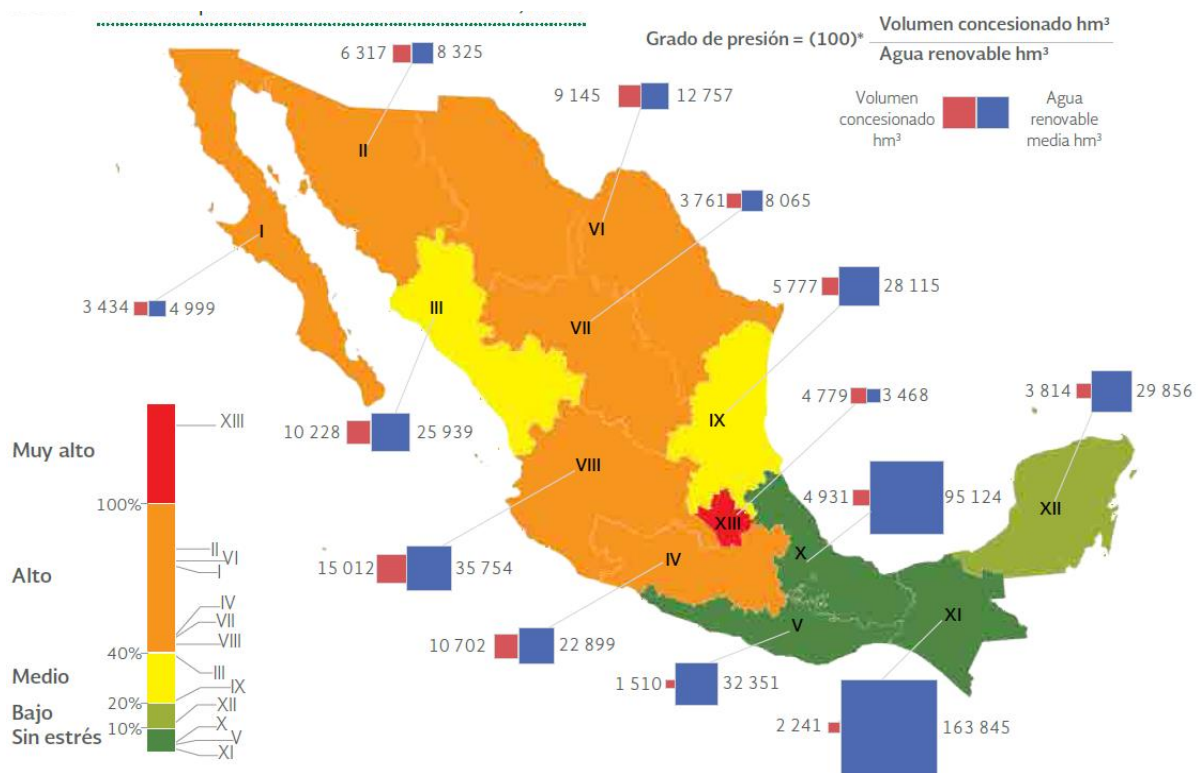 Grado de presión = (100)* Volumen concesionado hm³
Agua renovable hm³
Volumen
concesionado
hm³
Agua
renovable
media hm³
6 317 8 325
9 145 12 757
3 761 8 065
5 777 28 115
4 779 3 468
3 814 29 856
4 931 95 124
3 434 4 999
10 228 25 939
15 012 35 754
10 702 22 899
1 510 32 351
2 241 163 845
I
II
III
IV
V
VI
VII
VIII
IX
X
XI
XII
XIII
Muy alto
XIII
100%
Alto
II
VI
I
IV
VII
VIII
40%
Medio
III
IX
20%
Bajo
XII
10%
Sin estrés
X
V
XI